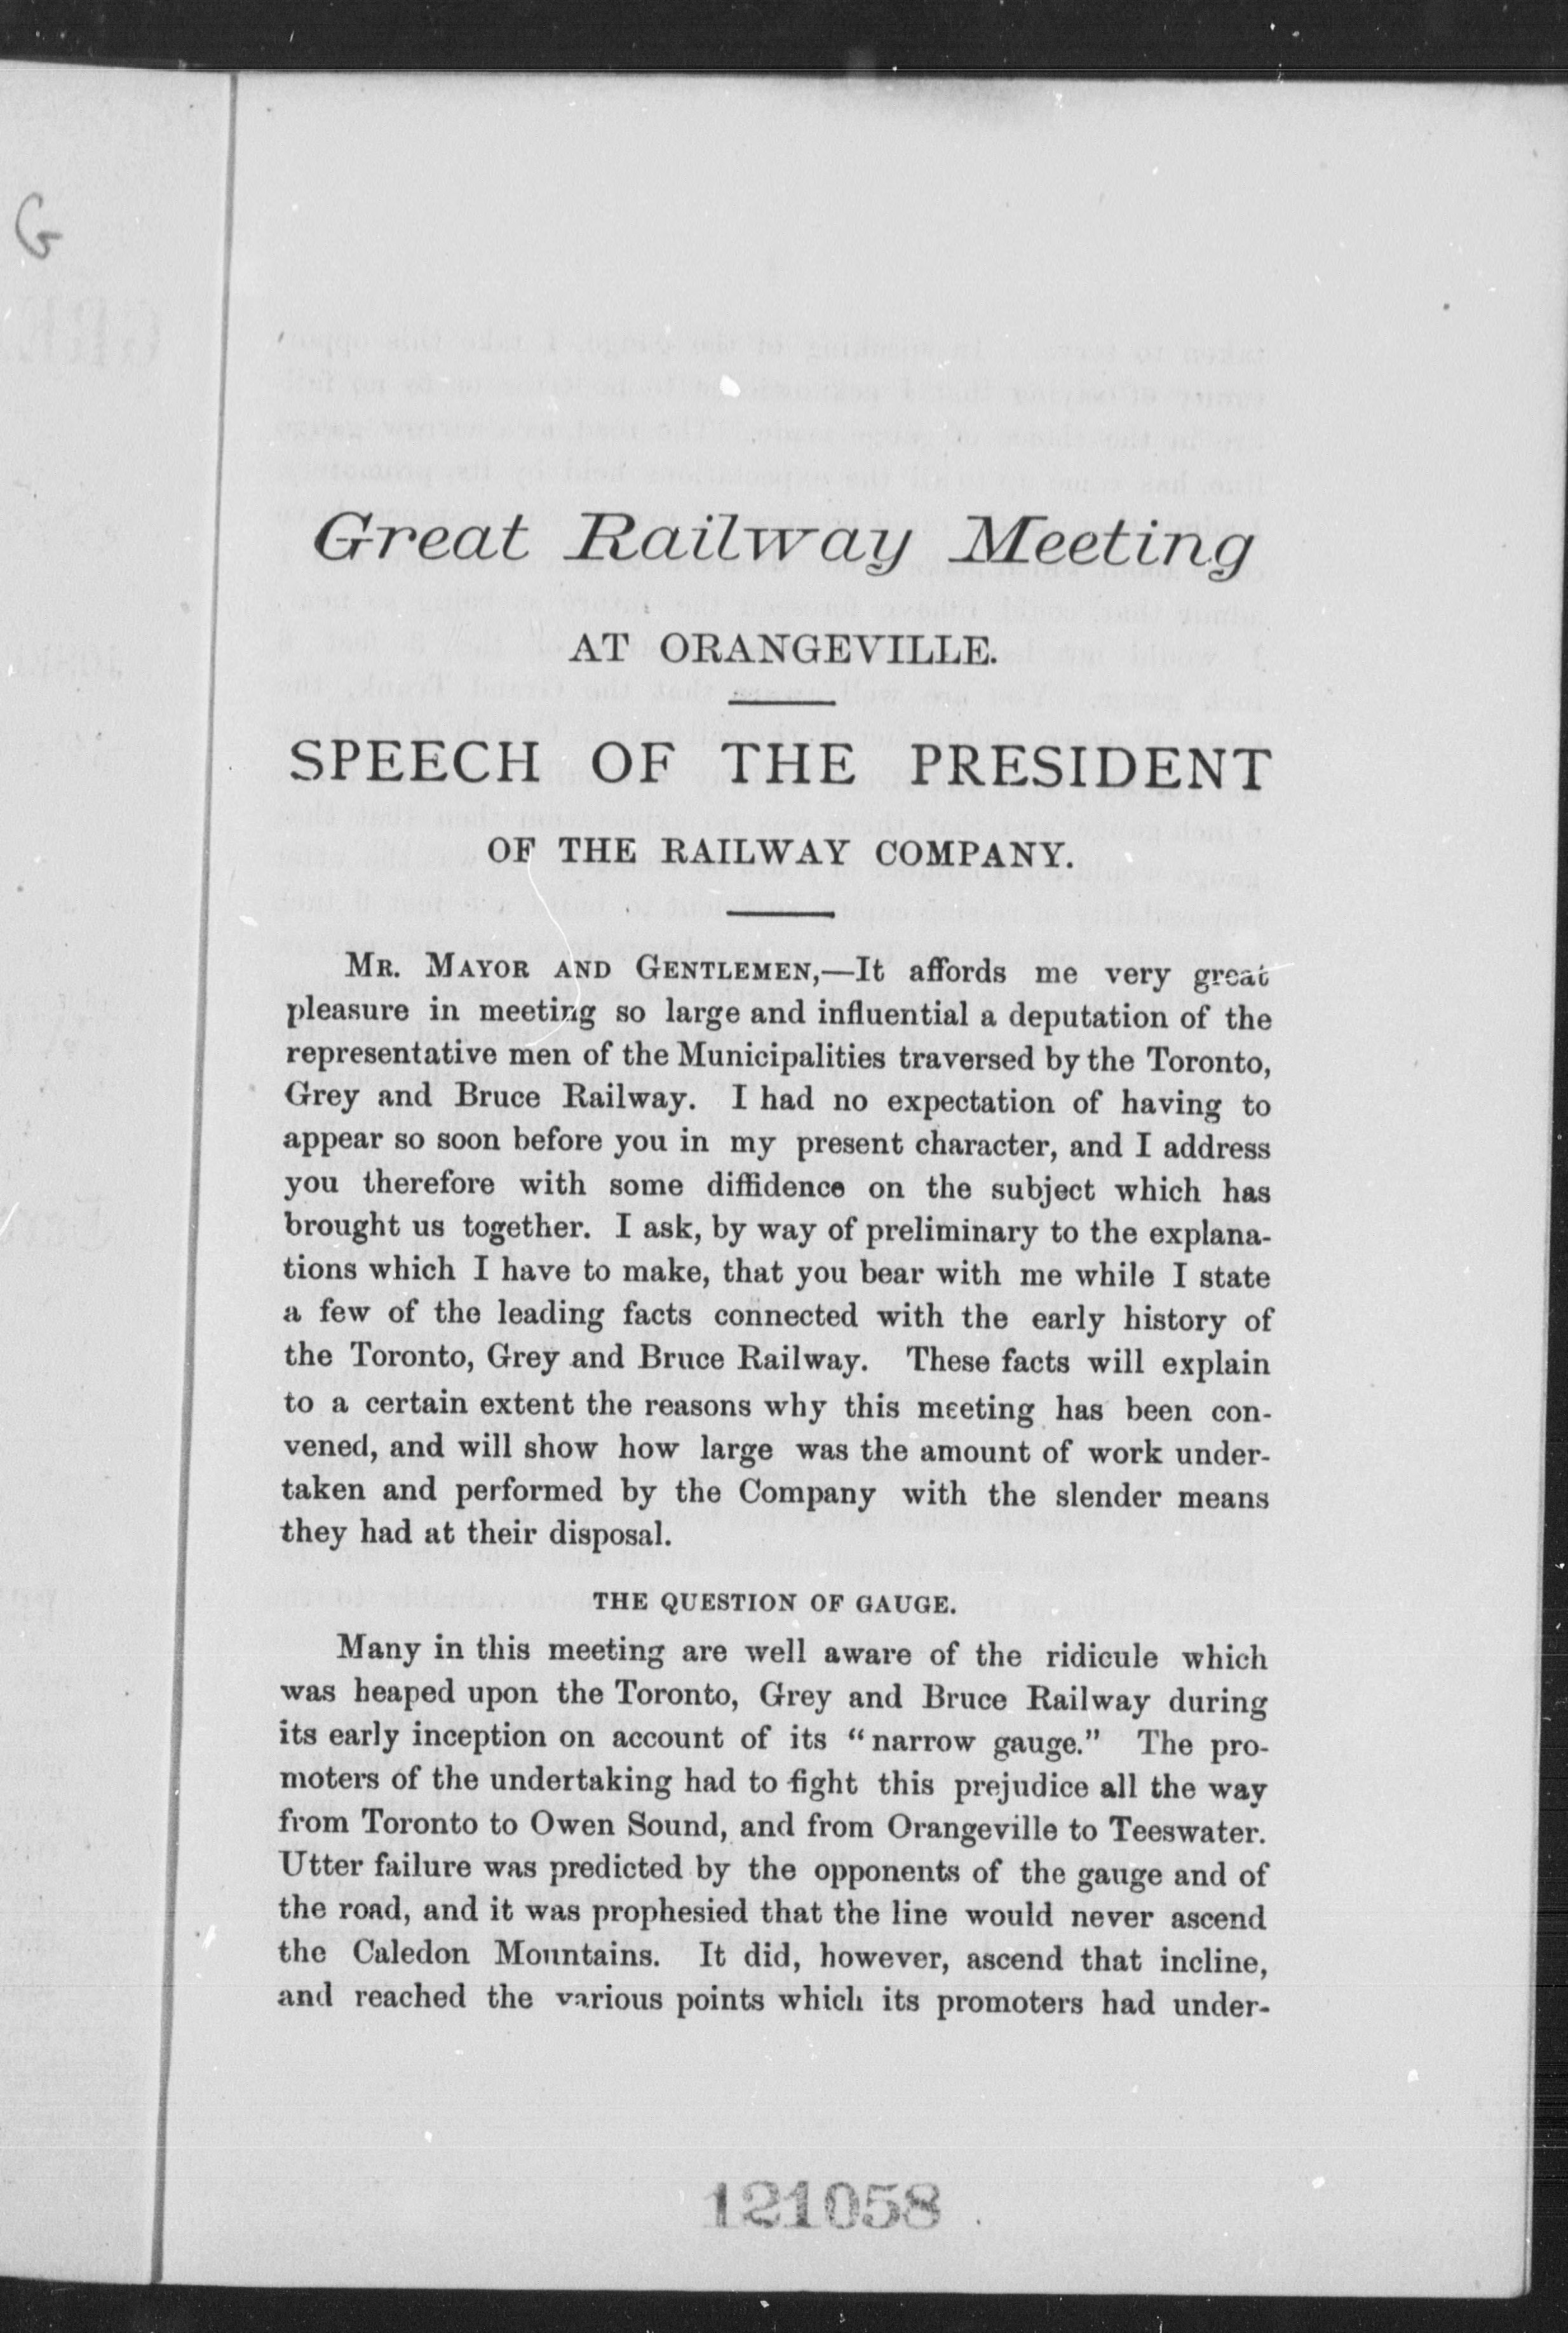 G
Great Railway Meeting
AT ORANGEVILLE.
SPEECH OF THE PRESIDENT
OF THE RAILWAY COMPANY.
MR. MAYOR AND GENTLEMEN,—It affords me very great
pleasure in meeting so large and influential a deputation of the
representative men of the Municipalities traversed by the Toronto,
Grey and Bruce Railway. I had no expectation of having to
appear so soon before you in my present character, and I address
you therefore with some diffidence on the subject which has
brought us together. I ask, by way of preliminary to the explana-
tions which I have to make, that you bear with me while I state
a few of the leading facts connected with the early history of
the Toronto, Grey and Bruce Railway. These facts will explain
to a certain extent the reasons why this meeting has been con-
vened, and will show how large was the amount of work under-
taken and performed by the Company with the slender means
they had at their disposal.
THE QUESTION OF GAUGE.
Many in this meeting are well aware of the ridicule which
was heaped upon the Toronto, Grey and Bruce Railway during
its early inception on account of its “narrow gauge.” The pro-
moters of the undertaking had to fight this prejudice all the way
from Toronto to Owen Sound, and from Orangeville to Teeswater.
Utter failure was predicted by the opponents of the gauge and of
the road, and it was prophesied that the line would never ascend
the Caledon Mountains. It did, however, ascend that incline,
and reached the various points which its promoters had under-
121058